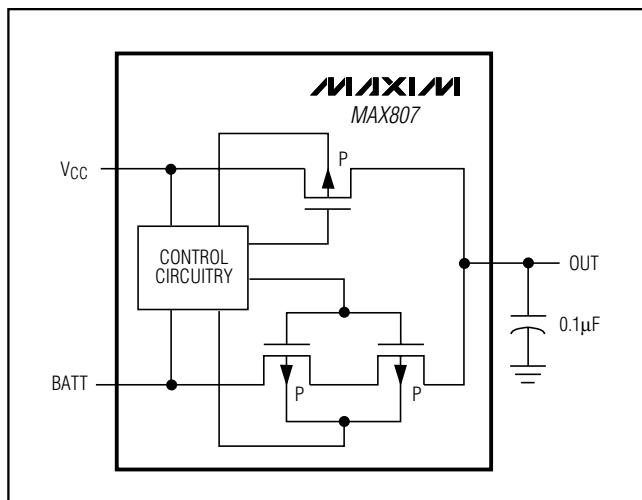 MAXIM
MAX807
P
VCC
CONTROL
CIRCUITRY
OUT
0.1µF
BATT
P
P